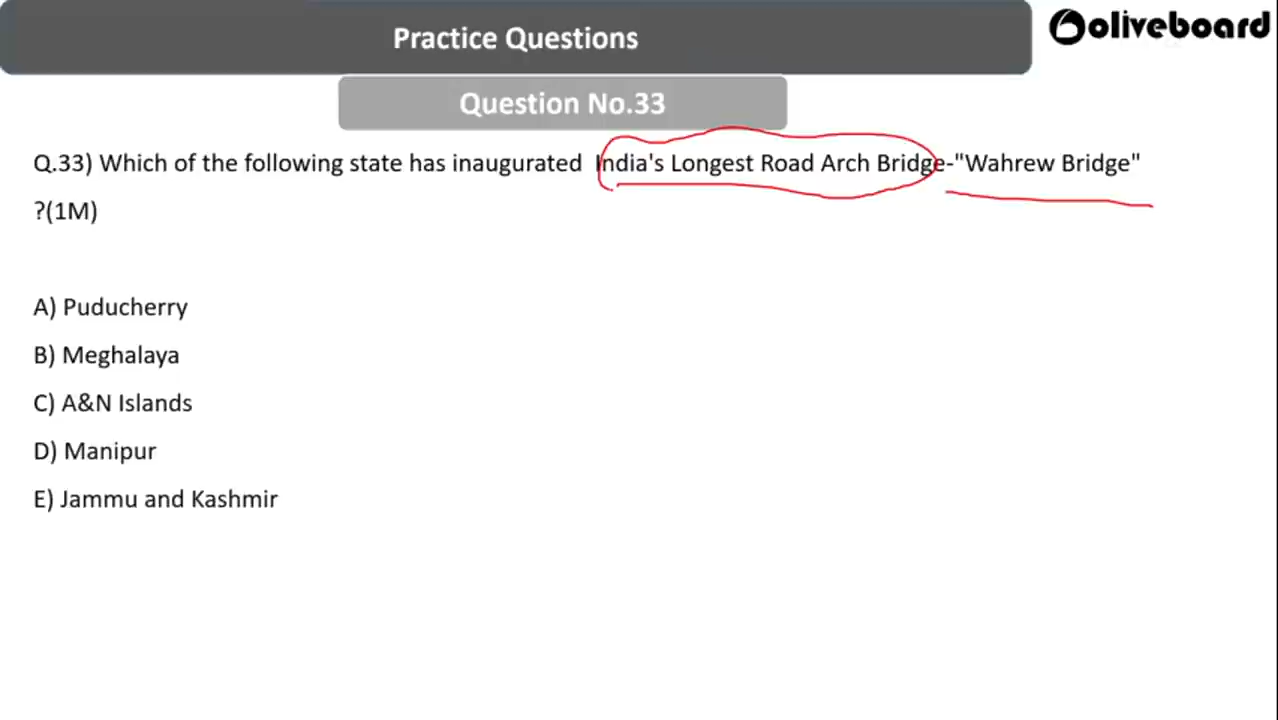 Practice Questions
oliveboard
Question No.33
Q.33) Which of the following state has inaugurated India's Longest Road Arch Bridge-"Wahrew Bridge"
?(1M)
A) Puducherry
B) Meghalaya
C) A&N Islands
D) Manipur
E) Jammu and Kashmir